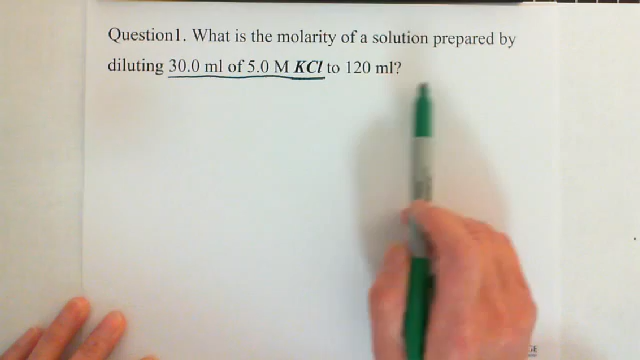 Question1. What is the molarity of a solution prepared by
diluting 30.0 ml of 5.0 M KCl to 120 ml?